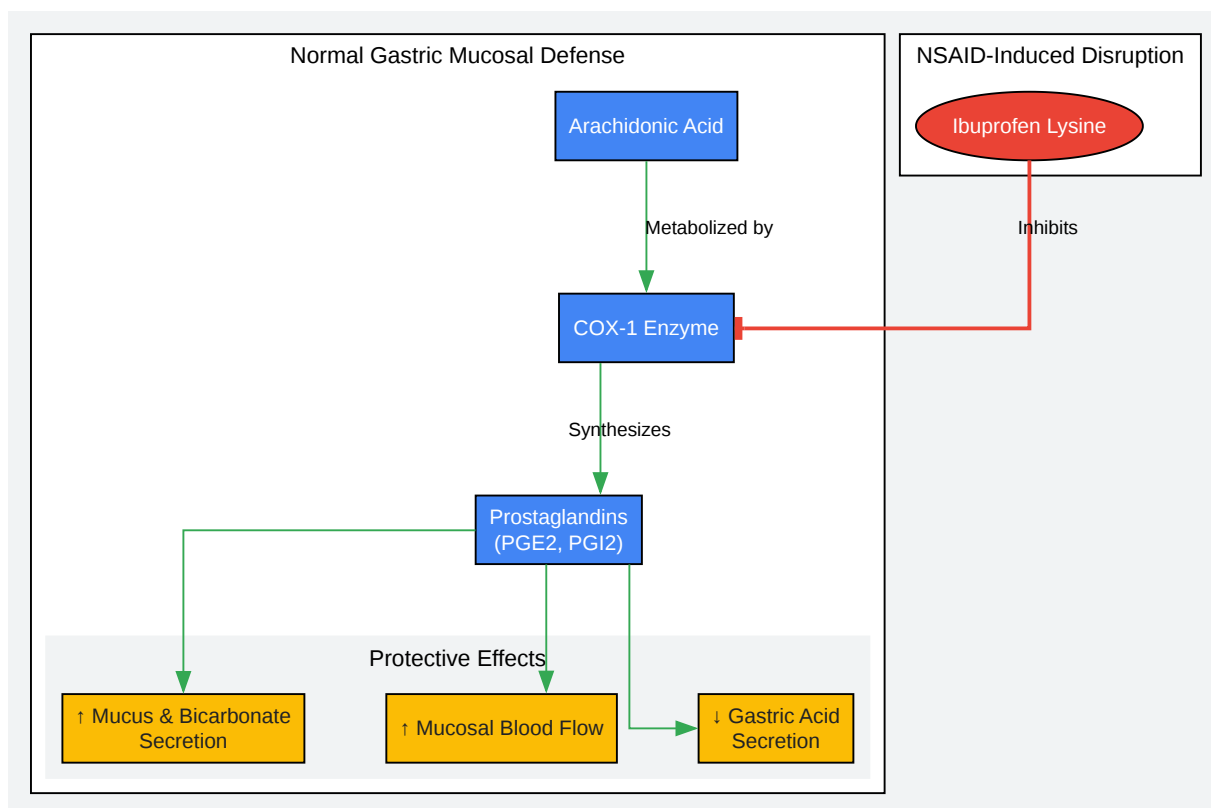 Normal Gastric Mucosal Defense
NSAID-Induced Disruption
Arachidonic Acid
Ibuprofen Lysine
Metabolized by
Inhibits
COX-1 Enzyme
Synthesizes
Prostaglandins
(PGE2, PGI2)
Protective Effects
↑ Mucus & Bicarbonate
Secretion
↑ Mucosal Blood Flow
↓ Gastric Acid
Secretion